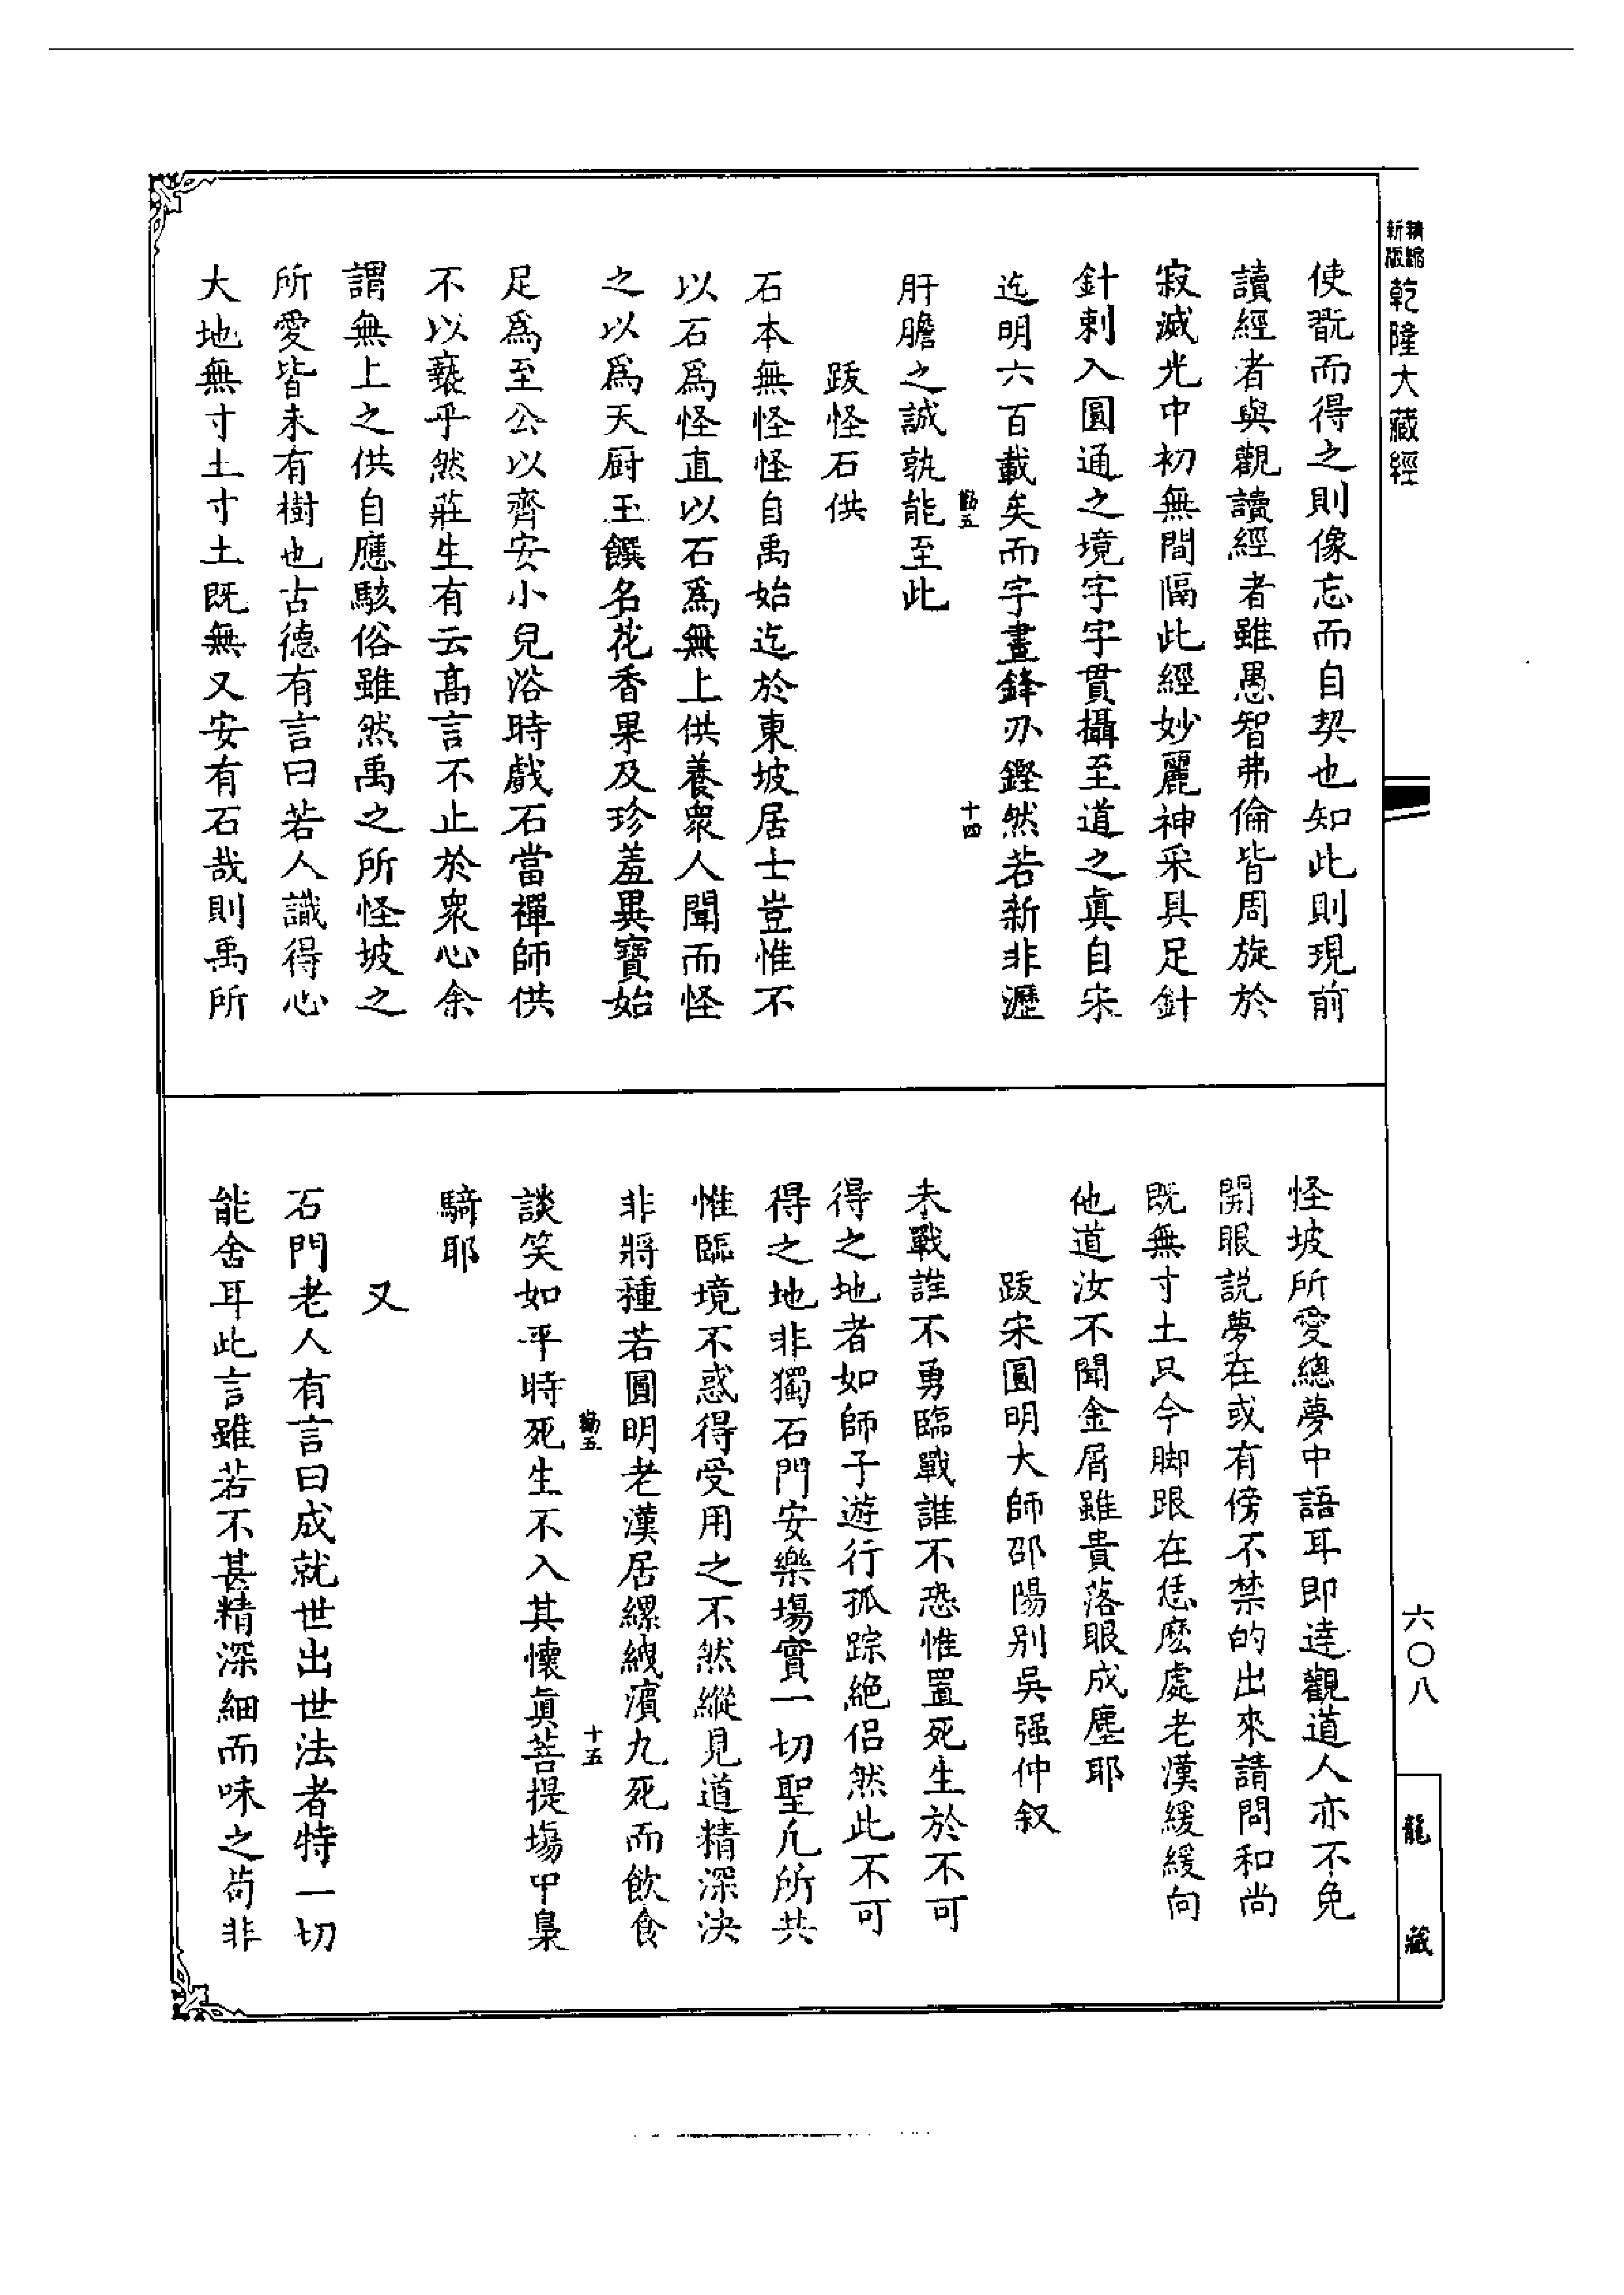 精縮新版乾隆大藏經
使翫而得之則像忘而自契也知此則現前
讀經者與觀讀經者雖愚智弗倫皆周旋於
寂滅光中初無間隔此經妙麗神采具足針
針刺入圓通之境字字貫攝至道之真自宋
迄明六百載矣而字畫鋒刃鏗然若新非瀝
勤五 十四
肝膽之誠孰能至此
跋怪石供
石本無怪怪自禹始迄於東坡居士豈惟不
以石爲怪直以石爲無上供養衆人聞而怪
之以爲天厨玉饌名花香果及珍羞異寶始
足爲至公以齊安小兒浴時戲石當禪師供
不以褻乎然莊生有云高言不止於衆心余
謂無上之供自應駭俗雖然禹之所怪坡之
所愛皆未有樹也古德有言曰若人識得心
大地無寸土寸土既無又安有石哉則禹所
怪坡所愛總夢中語耳即達觀道人亦不免
開眼説夢在或有傍不禁的出來請問和尚
既無寸土只今脚跟在恁麽處老漢緩緩向
他道汝不聞金屑雖貴落眼成塵耶
跋宋圓明大師邵陽别吳强仲叙
未戰誰不勇臨戰誰不恐惟置死生於不可
得之地者如師子遊行孤踪絶侣然此不可
得之地非獨石門安樂塲實一切聖凡所共
惟臨境不惑得受用之不然縱見道精深決
非將種若圓明老漢居縲絏濱九死而飲食
勤五 十五
談笑如平時死生不入其懷眞菩提塲中梟
騎耶
又
石門老人有言曰成就世出世法者特一切
能舍耳此言雖若不甚精深細而味之苟非
六〇八
龍藏